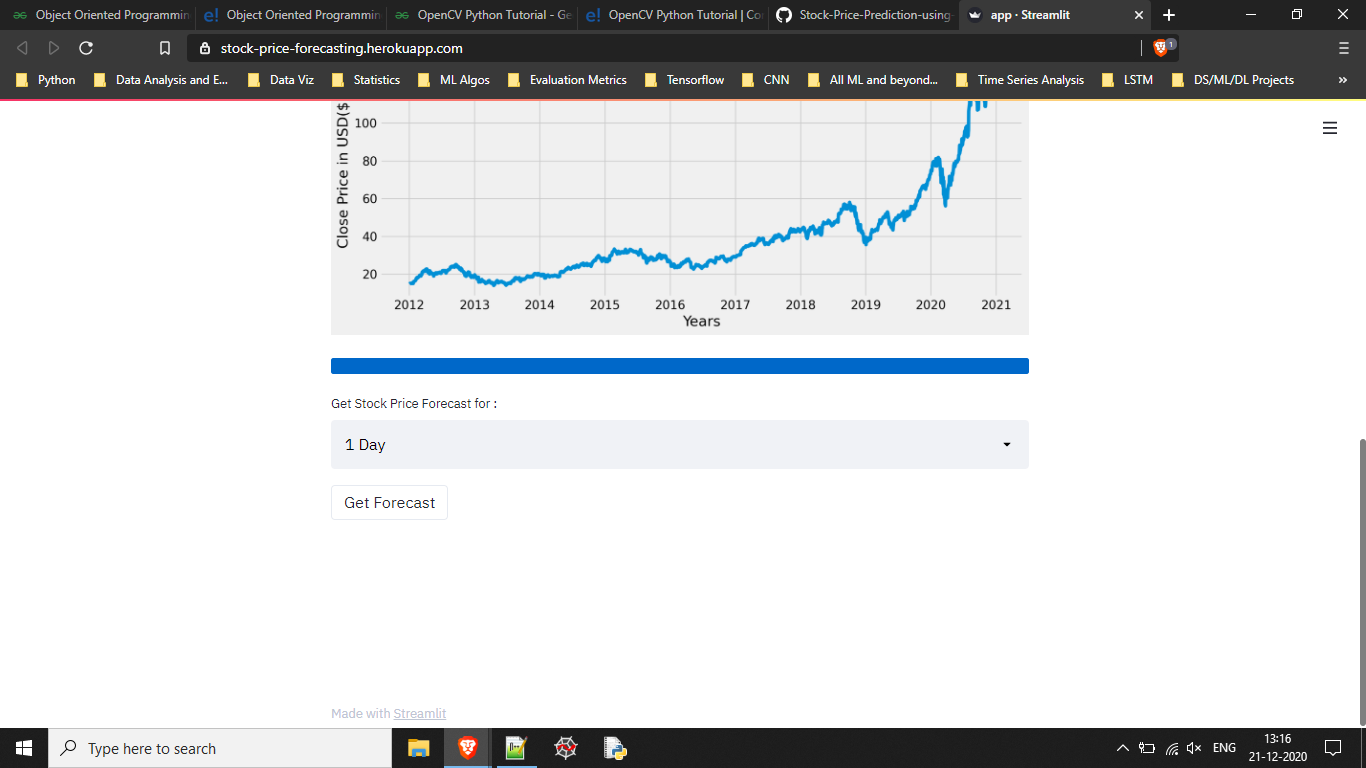 Object Oriented Programmin
Object Oriented Programmin
OpenCV Python Tutorial - Ge
OpenCV Python Tutorial | Co
Stock-Price-Prediction-using-
app · Streamlit
stock-price-forecasting.herokuapp.com
1
Python
Data Analysis and E...
Data Viz
Statistics
ML Algos
Evaluation Metrics
Tensorflow
CNN
All ML and beyond...
Time Series Analysis
LSTM
DS/ML/DL Projects
»
Close Price in USD($
100
80
60
40
20
2012 2013 2014 2015 2016 2017 2018 2019 2020 2021
Years
Get Stock Price Forecast for :
1 Day
Get Forecast
Made with Streamlit
Type here to search
ENG
13:16
21-12-2020